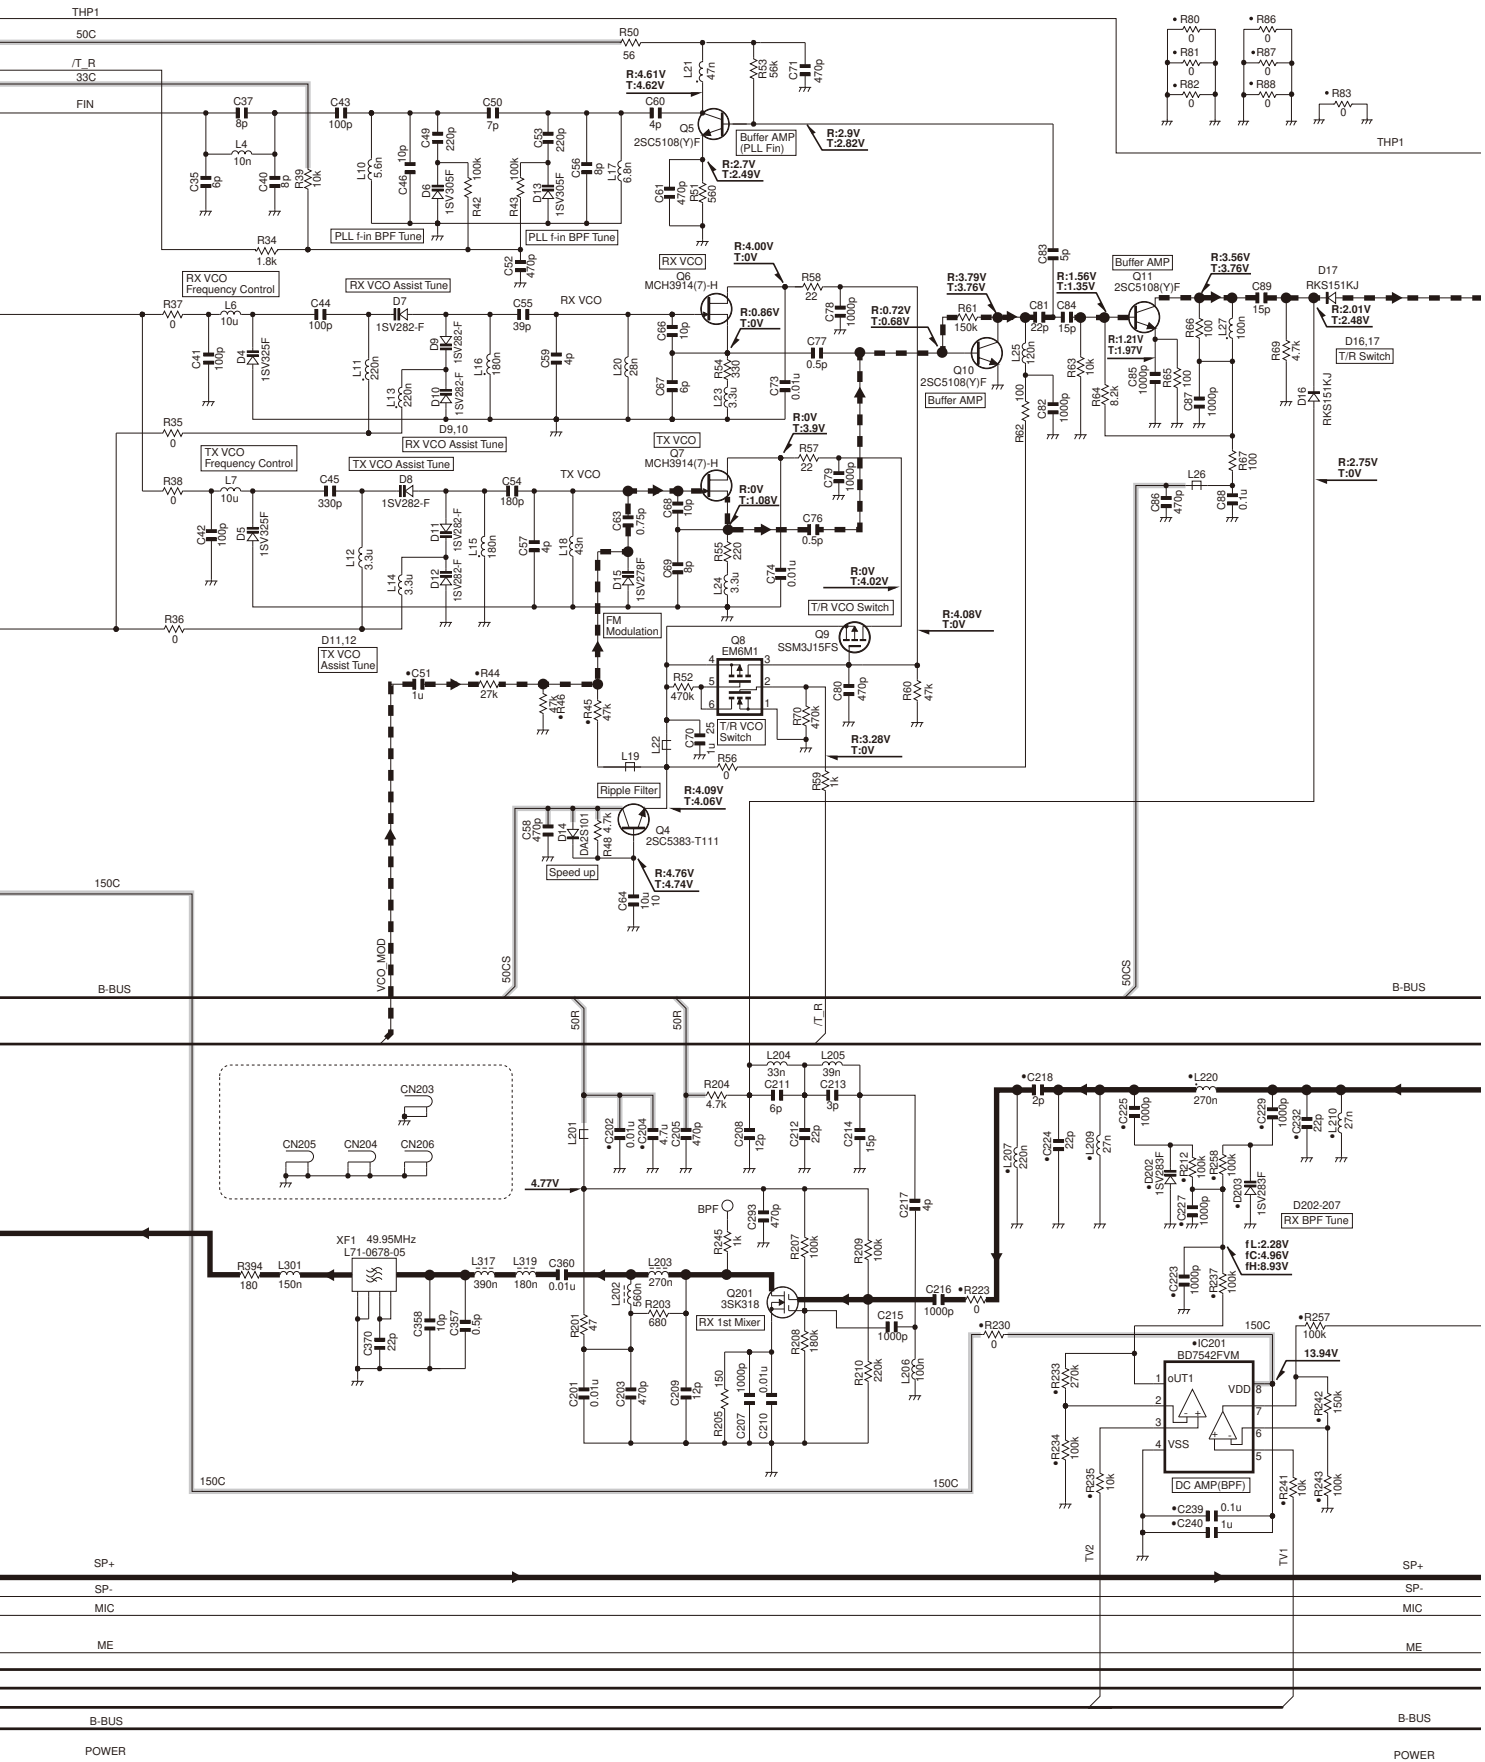 THP1
50C
/T_R
33C
FIN
R50
56
L21
47n
R53
56k
C71
470p
R:4.61V
T:4.62V
• R80
0
• R81
0
• R82
0
• R86
0
• R87
0
• R88
0
• R83
0
THP1
C37
8p
L4
10n
C35
6p
C40
8p
R39
10k
C43
100p
L10
5.6n
C46
10p
C49
220p
D6
1SV305F
R42
100k
C50
7p
R43
100k
C53
220p
D13
1SV305F
C56
8p
L17
6.8n
C60
4p
Q5
2SC5108(Y)F
Buffer AMP
(PLL Fin)
R:2.9V
T:2.82V
R:2.7V
T:2.49V
C61
470p
R51
560
PLL f-in BPF Tune
PLL f-in BPF Tune
R34
1.8k
C52
470p
RX VCO
Frequency Control
R37
0
L6
10u
C41
100p
D4
1SV325F
C44
100p
RX VCO Assist Tune
D7
1SV282-F
L11
220n
L13
220n
D9
1SV282-F
D10
1SV282-F
L16
180n
C55
39p
C59
4p
RX VCO
L20
28n
C66
10p
C67
6p
RX VCO
Q6
MCH3914(7)-H
R:4.00V
T:0V
R:0.86V
T:0V
R54
330
L23
3.3u
C73
0.01u
R58
22
C78
1000p
C77
0.5p
R:0.72V
T:0.68V
R61
150k
R:3.79V
T:3.76V
Q10
2SC5108(Y)F
Buffer AMP
C83
5p
C81
22p
C84
15p
R:1.56V
T:1.35V
L25
120n
C82
1000p
R62
100
R63
10k
R64
8.2k
Buffer AMP
Q11
2SC5108(Y)F
R:1.21V
T:1.97V
C85
1000p
R65
100
R:3.56V
T:3.76V
R66
100
L27
100n
C87
1000p
C89
15p
R69
4.7k
D17
RKS151KJ
R:2.01V
T:2.48V
D16,17
T/R Switch
D16
RKS151KJ
R:2.75V
T:0V
R67
100
L26
C86
470p
C88
0.1u
R35
0
D9,10
RX VCO Assist Tune
TX VCO
Frequency Control
R38
0
L7
10u
C42
100p
D5
1SV325F
C45
330p
TX VCO Assist Tune
D8
1SV282-F
L12
3.3u
L14
3.3u
D11
1SV282-F
D12
1SV282-F
L15
180n
C54
180p
C57
4p
TX VCO
L18
43n
C63
0.75p
D15
1SV278F
C68
10p
C69
8p
TX VCO
Q7
MCH3914(7)-H
R:0V
T:3.9V
R:0V
T:1.08V
R55
220
L24
3.3u
C74
0.01u
R57
22
C79
1000p
C76
0.5p
R:0V
T:4.02V
T/R VCO Switch
Q9
SSM3J15FS
R:4.08V
T:0V
R36
0
D11,12
TX VCO
Assist Tune
FM
Modulation
•C51
1u
•R44
27k
•R46
47k
•R45
47k
Q8
EM6M1
4
3
5
2
6
1
T/R VCO
Switch
R52
470k
C70
1u
25
L22
L19
R70
470k
C80
470p
R60
47k
R:3.28V
T:0V
R56
0
R59
1k
Ripple Filter
R:4.09V
T:4.06V
C58
470p
D14
DA2S101
R48
4.7k
Q4
2SC5383-T111
Speed up
R:4.76V
T:4.74V
C64
10u
10
150C
VCO_MOD
50CS
50CS
B-BUS
B-BUS
50R
50R
/T_R
CN203
CN205
CN204
CN206
L201
•C202
0.01u
•C204
4.7u
C205
470p
R204
4.7k
L204
33n
L205
39n
C211
6p
C213
3p
C208
12p
C212
22p
C214
15p
C217
4p
4.77V
BPF
R245
1k
C293
470p
R207
100k
R209
100k
•C218
2p
•L207
220n
•C224
22p
•L209
27n
•C225
1000p
•L220
270n
•C229
1000p
•C232
22p
•L210
27n
•D202
1SV283F
•R212
100k
•R258
100k
•C227
1000p
•D203
1SV283F
D202-207
RX BPF Tune
fL:2.28V
fC:4.96V
fH:8.93V
•C223
1000p
•R237
100k
XF1
49.95MHz
L71-0678-05
R394
180
L301
150n
C370
22p
C358
10p
C357
0.5p
L317
390n
L319
180n
C360
0.01u
L202
560n
L203
270n
R203
680
R201
47
C201
0.01u
C203
470p
C209
12p
Q201
3SK318
RX 1st Mixer
R205
150
C207
1000p
C210
0.01u
R208
180k
R210
220k
C215
1000p
L206
100n
C216
1000p
•R223
0
•R230
0
150C
•IC201
BD7542FVM
R257
100k
13.94V
1
oUT1
2
3
4
VSS
VDD
8
7
6
5
DC AMP(BPF)
•R233
270k
•R234
100k
•R235
10k
•R242
150k
•R243
100k
•R241
10k
•C239
0.1u
•C240
1u
150C
150C
TV2
TV1
SP+
SP+
SP-
SP-
MIC
MIC
ME
ME
B-BUS
B-BUS
POWER
POWER